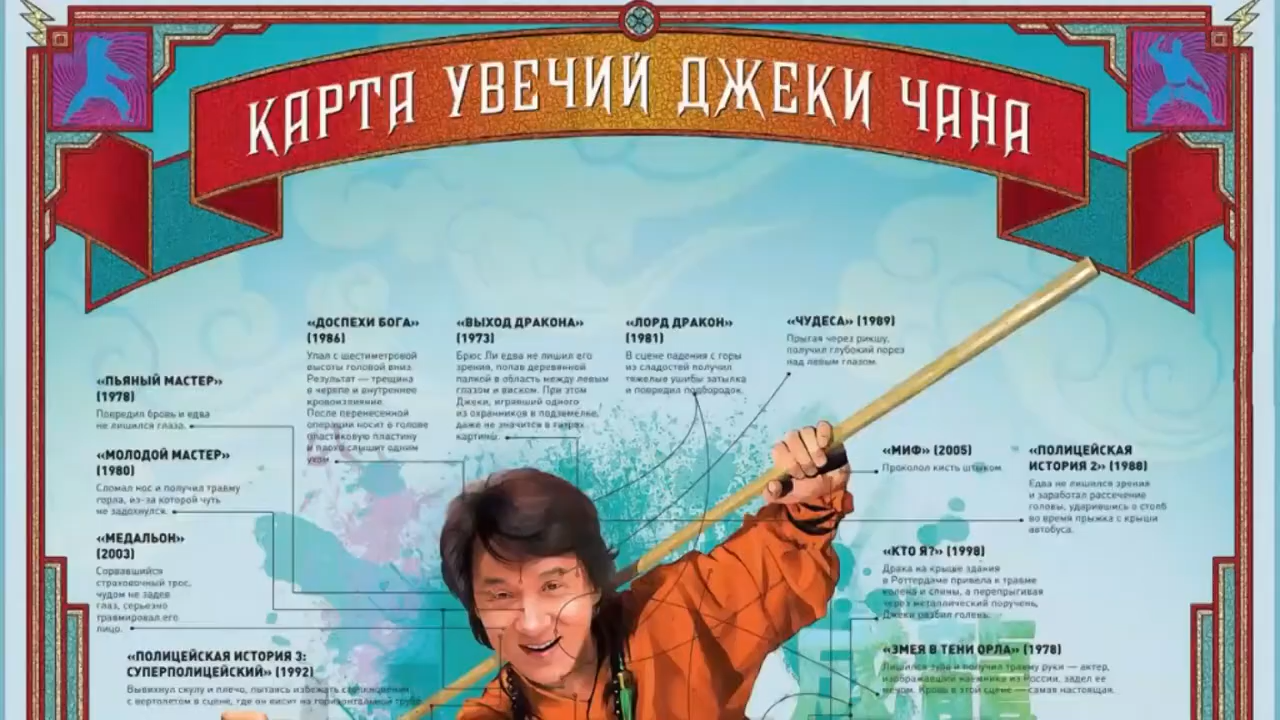 КАРТА УВЕЧИЙ ДЖЕКИ ЧАНА
«ПЬЯНЫЙ МАСТЕР»
(1978)
Повредил бровь и едва
не лишился глаза.
«МОЛОДОЙ МАСТЕР»
(1980)
Сломал нос и получил травму
горла, из-за которой чуть
не задохнулся.
«МЕДАЛЬОН»
(2003)
Сорвавшийся
страховочный трос,
чудом не задев
глаз, серьезно
травмировал его
лицо.
«ПОЛИЦЕЙСКАЯ ИСТОРИЯ 3:
СУПЕРПОЛИЦЕЙСКИЙ» (1992)
Вывихнул скулу и плечо, пытаясь избежать столкновения
с вертолетом в сцене, где он висит на горизонтальной трубе.
«ДОСПЕХИ БОГА»
(1986)
Упал с шестиметровой
высоты головой вниз.
Результат — трещина
в черепе и внутреннее
кровоизлияние.
После перенесенной
операции носит в голове
пластиковую пластину
и плохо слышит одним
ухом.
«ВЫХОД ДРАКОНА»
(1973)
Брюс Ли едва не лишил его
зрения, попав деревянной
палкой в область между левым
глазом и виском. При этом
Джеки, игравший одного
из охранников в подземелье,
даже не значится в титрах
картины.
«ЛОРД ДРАКОН»
(1981)
В сцене падения с горы
из сладостей получил
тяжелые ушибы затылка
и повредил подбородок.
«ЧУДЕСА» (1989)
Прыгая через рикшу,
получил глубокий порез
над левым глазом.
«МИФ» (2005)
Проколол кисть штыком.
«ПОЛИЦЕЙСКАЯ
ИСТОРИЯ 2» (1988)
Едва не лишился зрения
и заработал рассечение
головы, ударившись о столб
во время прыжка с крыши
автобуса.
«КТО Я?» (1998)
Драка на крыше здания
в Роттердаме привела к травме
колена и спины, а перепрыгивая
через металлический поручень,
Джеки разбил голень.
«ЗМЕЯ В ТЕНИ ОРЛА» (1978)
Лишился зуба и получил травму руки — актер,
изображавший наемника из России, задел ее
мечом. Кровь в этой сцене — самая настоящая.